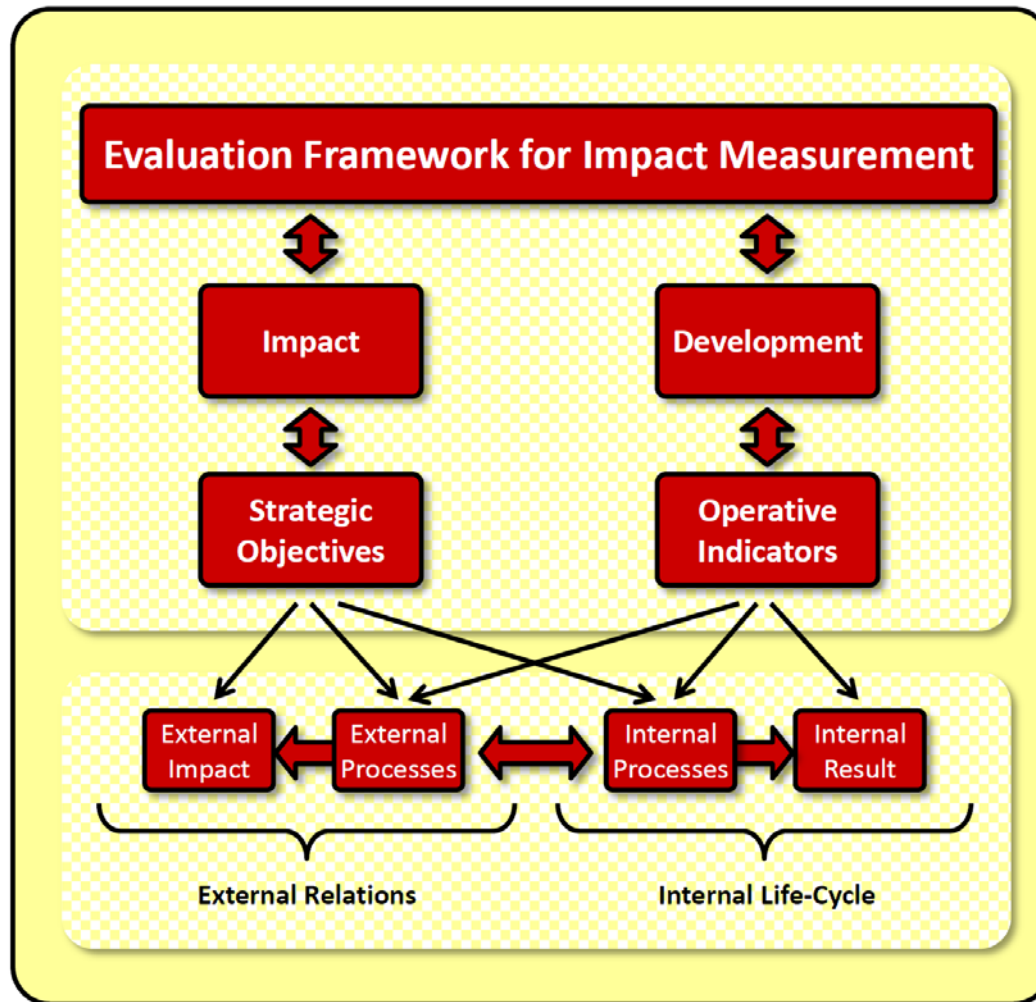 Evaluation Framework for Impact Measurement
Impact
Development
Strategic
Objectives
Operative
Indicators
External
Impact
External
Processes
Internal
Processes
Internal
Result
External Relations
Internal Life-Cycle